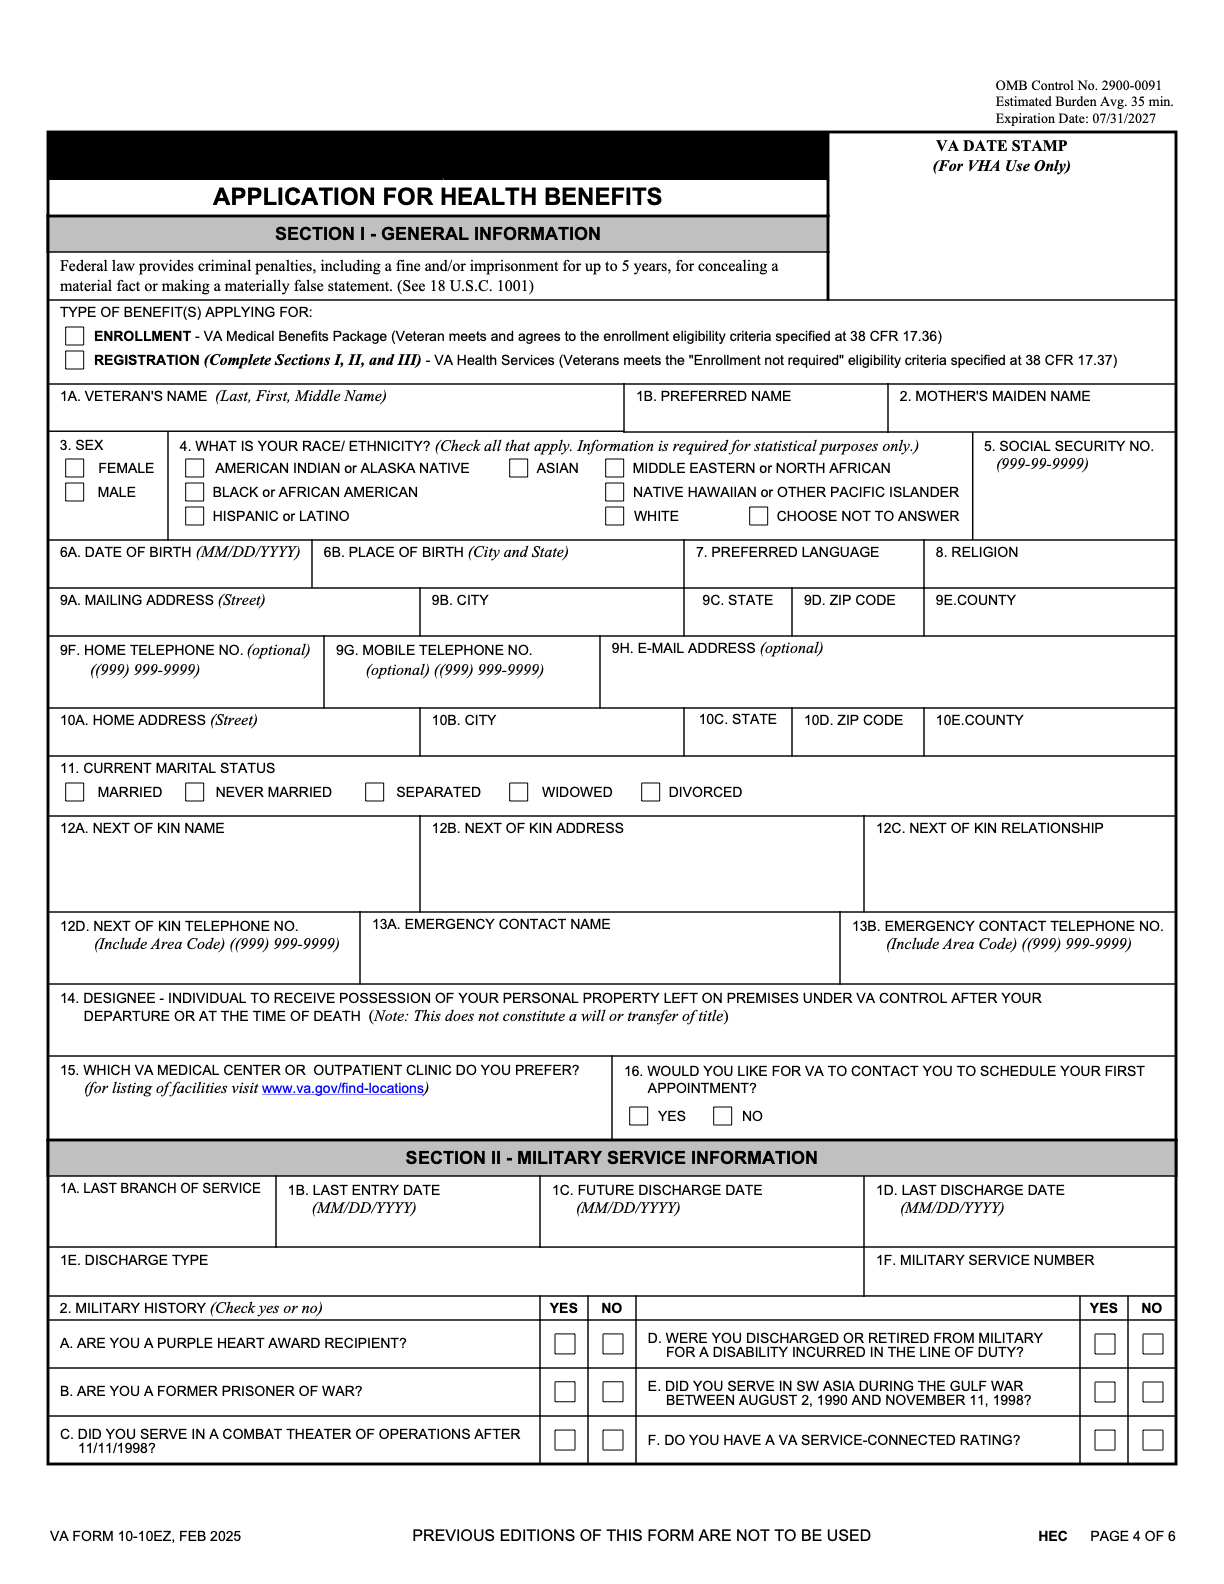 OMB Control No. 2900-0091
Estimated Burden Avg. 35 min.
Expiration Date: 07/31/2027
VA DATE STAMP
(For VHA Use Only)
APPLICATION FOR HEALTH BENEFITS
SECTION I - GENERAL INFORMATION
Federal law provides criminal penalties, including a fine and/or imprisonment for up to 5 years, for concealing a
material fact or making a materially false statement. (See 18 U.S.C. 1001)
TYPE OF BENEFIT(S) APPLYING FOR:
ENROLLMENT - VA Medical Benefits Package (Veteran meets and agrees to the enrollment eligibility criteria specified at 38 CFR 17.36)
REGISTRATION (Complete Sections I, II, and III) - VA Health Services (Veterans meets the "Enrollment not required" eligibility criteria specified at 38 CFR 17.37)
1A. VETERAN'S NAME (Last, First, Middle Name)
1B. PREFERRED NAME
2. MOTHER'S MAIDEN NAME
3. SEX
FEMALE
MALE
4. WHAT IS YOUR RACE/ ETHNICITY? (Check all that apply. Information is required for statistical purposes only.)
AMERICAN INDIAN or ALASKA NATIVE
ASIAN
MIDDLE EASTERN or NORTH AFRICAN
BLACK or AFRICAN AMERICAN
NATIVE HAWAIIAN or OTHER PACIFIC ISLANDER
HISPANIC or LATINO
WHITE
CHOOSE NOT TO ANSWER
5. SOCIAL SECURITY NO.
(999-99-9999)
6A. DATE OF BIRTH (MM/DD/YYYY)
6B. PLACE OF BIRTH (City and State)
7. PREFERRED LANGUAGE
8. RELIGION
9A. MAILING ADDRESS (Street)
9B. CITY
9C. STATE
9D. ZIP CODE
9E.COUNTY
9F. HOME TELEPHONE NO. (optional)
((999) 999-9999)
9G. MOBILE TELEPHONE NO.
(optional) ((999) 999-9999)
9H. E-MAIL ADDRESS (optional)
10A. HOME ADDRESS (Street)
10B. CITY
10C. STATE
10D. ZIP CODE
10E.COUNTY
11. CURRENT MARITAL STATUS
MARRIED
NEVER MARRIED
SEPARATED
WIDOWED
DIVORCED
12A. NEXT OF KIN NAME
12B. NEXT OF KIN ADDRESS
12C. NEXT OF KIN RELATIONSHIP
12D. NEXT OF KIN TELEPHONE NO.
(Include Area Code) ((999) 999-9999)
13A. EMERGENCY CONTACT NAME
13B. EMERGENCY CONTACT TELEPHONE NO.
(Include Area Code) ((999) 999-9999)
14. DESIGNEE - INDIVIDUAL TO RECEIVE POSSESSION OF YOUR PERSONAL PROPERTY LEFT ON PREMISES UNDER VA CONTROL AFTER YOUR
DEPARTURE OR AT THE TIME OF DEATH (Note: This does not constitute a will or transfer of title)
15. WHICH VA MEDICAL CENTER OR OUTPATIENT CLINIC DO YOU PREFER?
(for listing of facilities visit www.va.gov/find-locations)
16. WOULD YOU LIKE FOR VA TO CONTACT YOU TO SCHEDULE YOUR FIRST
APPOINTMENT?
YES
NO
SECTION II - MILITARY SERVICE INFORMATION
1A. LAST BRANCH OF SERVICE
1B. LAST ENTRY DATE
(MM/DD/YYYY)
1C. FUTURE DISCHARGE DATE
(MM/DD/YYYY)
1D. LAST DISCHARGE DATE
(MM/DD/YYYY)
1E. DISCHARGE TYPE
1F. MILITARY SERVICE NUMBER
2. MILITARY HISTORY (Check yes or no)
YES
NO
YES
NO
A. ARE YOU A PURPLE HEART AWARD RECIPIENT?
D. WERE YOU DISCHARGED OR RETIRED FROM MILITARY
FOR A DISABILITY INCURRED IN THE LINE OF DUTY?
B. ARE YOU A FORMER PRISONER OF WAR?
E. DID YOU SERVE IN SW ASIA DURING THE GULF WAR
BETWEEN AUGUST 2, 1990 AND NOVEMBER 11, 1998?
C. DID YOU SERVE IN A COMBAT THEATER OF OPERATIONS AFTER
11/11/1998?
F. DO YOU HAVE A VA SERVICE-CONNECTED RATING?
VA FORM 10-10EZ, FEB 2025
PREVIOUS EDITIONS OF THIS FORM ARE NOT TO BE USED
HEC PAGE 4 OF 6